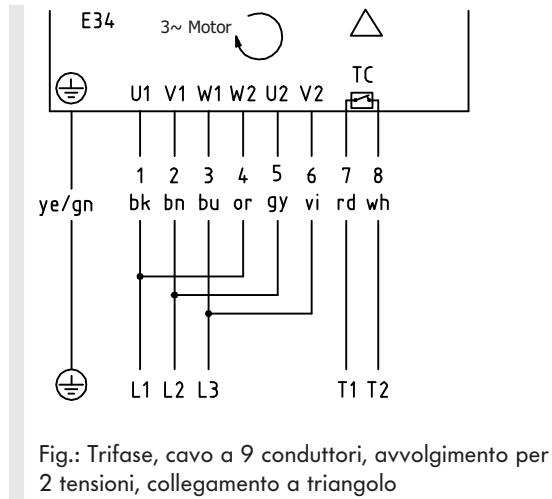 E34
3~ Motor
TC
U1 V1 W1 W2 U2 V2
1 2 3 4 5 6 7 8
ye/gn bk bn bu or gy vi rd wh
L1 L2 L3 T1 T2
Fig.: Trifase, cavo a 9 conduttori, avvolgimento per
2 tensioni, collegamento a triangolo